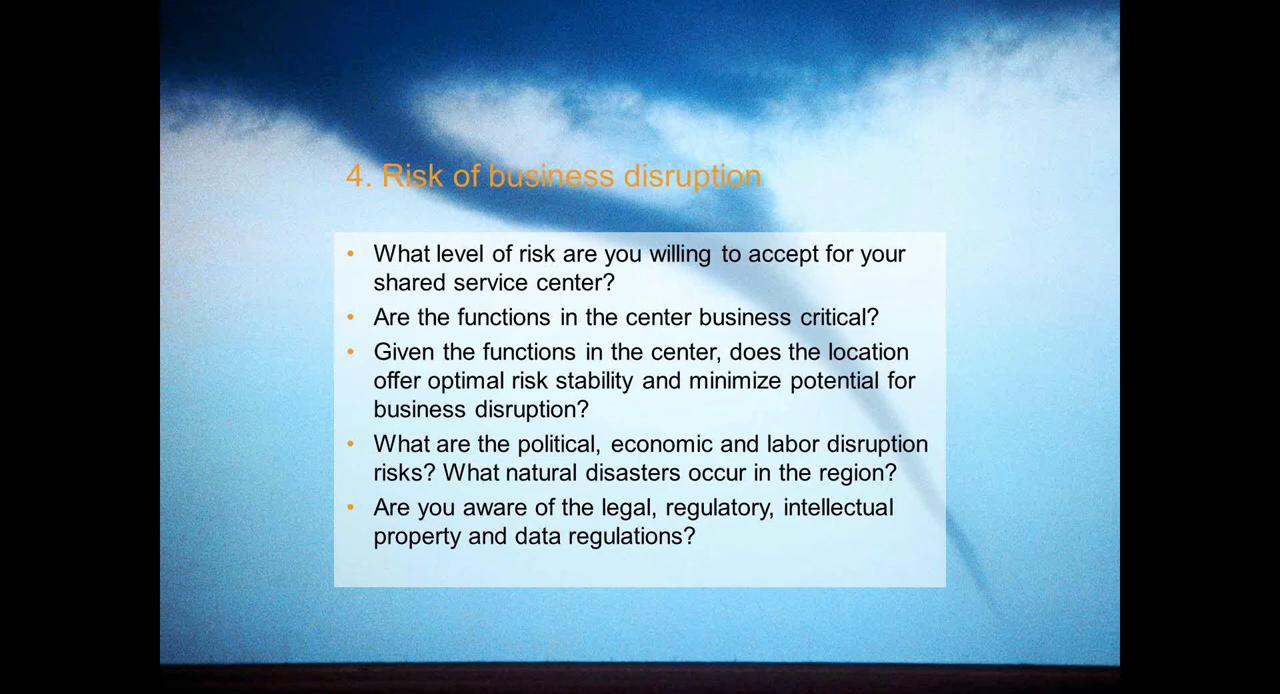 4. Risk of business disruption
• What level of risk are you willing to accept for your
shared service center?
• Are the functions in the center business critical?
• Given the functions in the center, does the location
offer optimal risk stability and minimize potential for
business disruption?
• What are the political, economic and labor disruption
risks? What natural disasters occur in the region?
• Are you aware of the legal, regulatory, intellectual
property and data regulations?